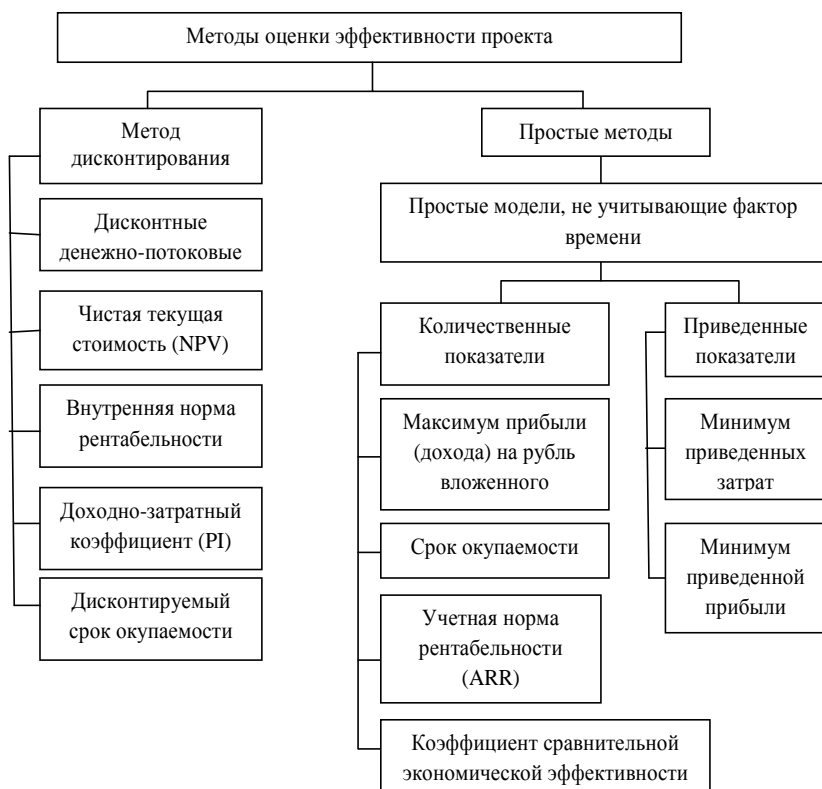 Методы оценки эффективности проекта
Метод
дисконтирования
Дисконтные
денежно-потоковые
Чистая текущая
стоимость (NPV)
Внутренняя норма
рентабельности
Доходно-затратный
коэффициент (PI)
Дисконтируемый
срок окупаемости
Простые методы
Простые модели, не учитывающие фактор
времени
Количественные
показатели
Максимум прибыли
(дохода) на рубль
вложенного
Срок окупаемости
Учетная норма
рентабельности
(ARR)
Коэффициент сравнительной
экономической эффективности
Приведенные
показатели
Минимум
приведенных
затрат
Минимум
приведенной
прибыли